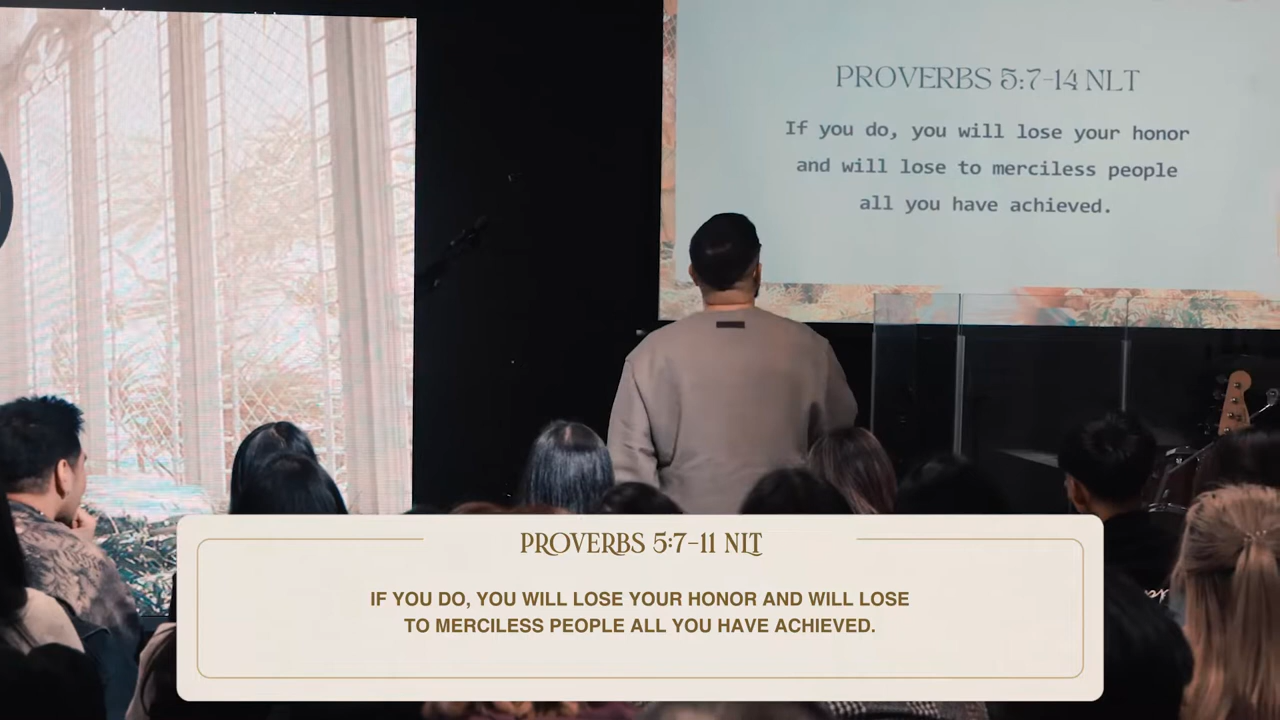 PROVERBS 5:7-14 NLT
If you do, you will lose your honor
and will lose to merciless people
all you have achieved.
PROVERBS 5:7-11 NLT
IF YOU DO, YOU WILL LOSE YOUR HONOR AND WILL LOSE
TO MERCILESS PEOPLE ALL YOU HAVE ACHIEVED.